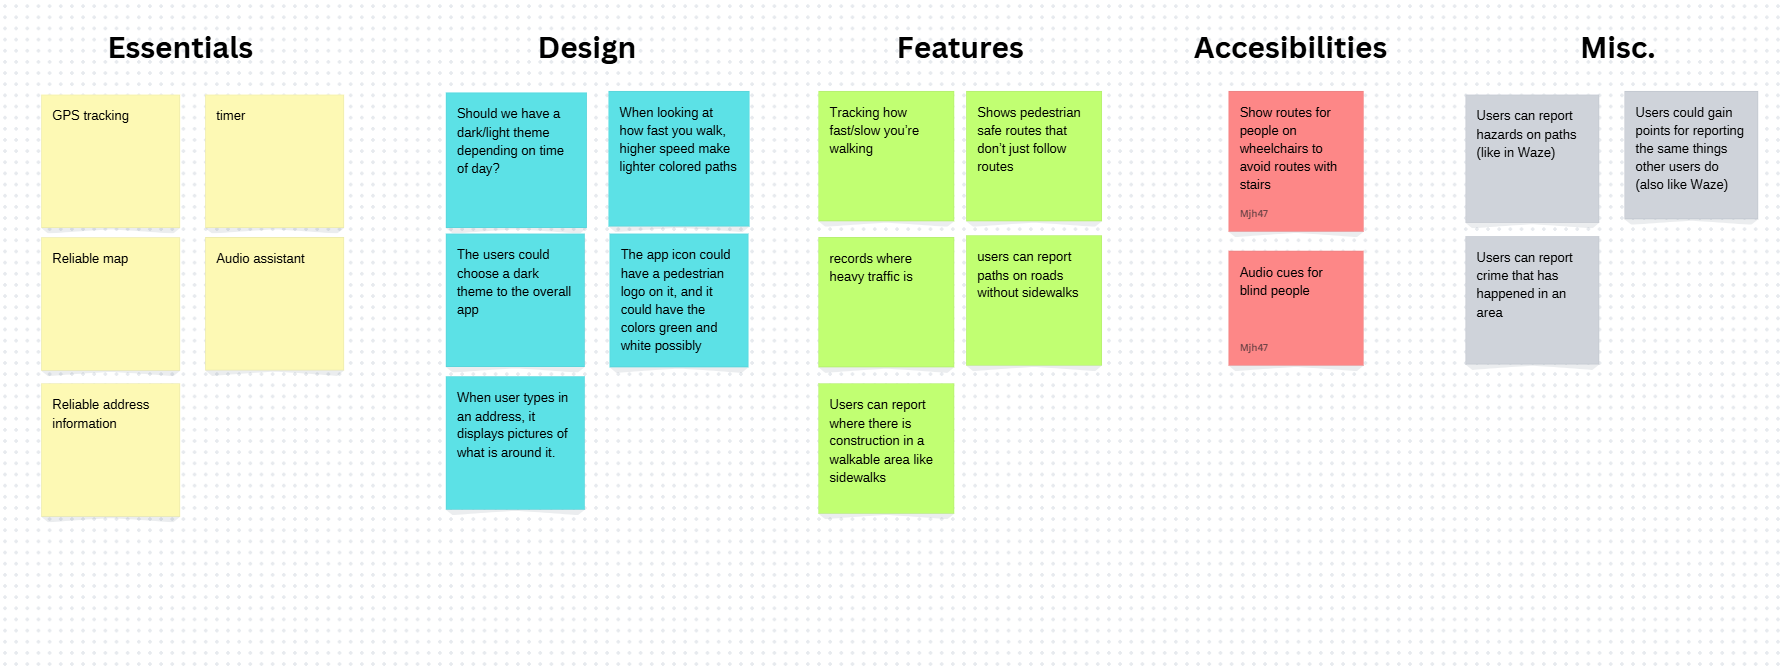 Essentials
GPS tracking
timer
Reliable map
Audio assistant
Reliable address
information
Design
Should we have a
dark/light theme
depending on time
of day?
When looking at
how fast you walk,
higher speed make
lighter colored paths
The users could
choose a dark
theme to the overall
app
The app icon could
have a pedestrian
logo on it, and it
could have the
colors green and
white possibly
When user types in
an address, it
displays pictures of
what is around it.
Features
Tracking how
fast/slow you're
walking
Shows pedestrian
safe routes that
don't just follow
routes
records where
heavy traffic is
users can report
paths on roads
without sidewalks
Users can report
where there is
construction in a
walkable area like
sidewalks
Accesibilities
Show routes for
people on
wheelchairs to
avoid routes with
stairs
Mjh47
Audio cues for
blind people
Mjh47
Misc.
Users can report
hazards on paths
(like in Waze)
Users could gain
points for reporting
the same things
other users do
(also like Waze)
Users can report
crime that has
happened in an
area